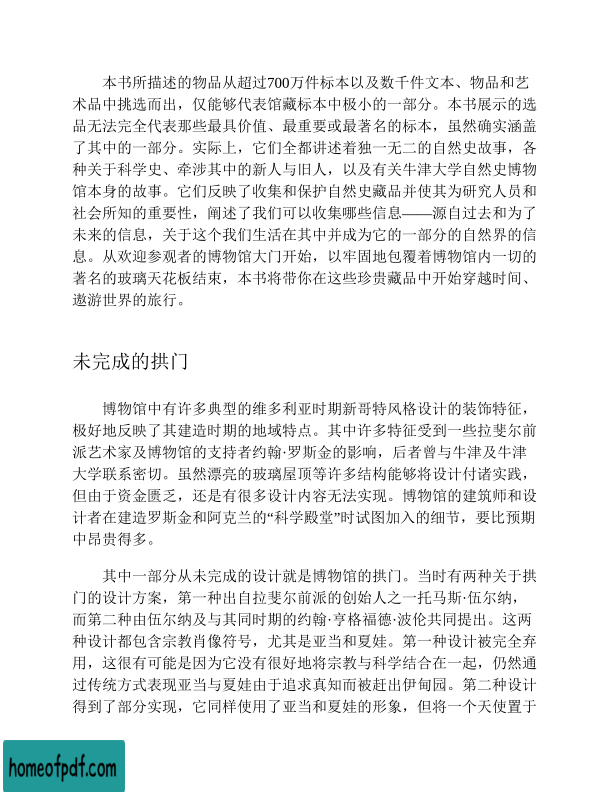 本书所描述的物品从超过700万件标本以及数千件文本、物品和艺
术品中挑选而出，仅能够代表馆藏标本中极小的一部分。本书展示的选
品无法完全代表那些最具价值、最重要或最著名的标本，虽然确实涵盖
了其中的一部分。实际上，它们全都讲述着独一无二的自然史故事，各
种关于科学史、牵涉其中的新人与旧人，以及有关牛津大学自然史博物
馆本身的故事。它们反映了收集和保护自然史藏品并使其为研究人员和
社会所知的重要性，阐述了我们可以收集哪些信息——源自过去和为了
未来的信息，关于这个我们生活在其中并成为它的一部分的自然界的信
息。从欢迎参观者的博物馆大门开始，以牢固地包覆着博物馆内一切的
著名的玻璃天花板结束，本书将带你在这些珍贵藏品中开始穿越时间、
遨游世界的旅行。
未完成的拱门
博物馆中有许多典型的维多利亚时期新哥特风格设计的装饰特征，
极好地反映了其建造时期的地域特点。其中许多特征受到一些拉斐尔前
派艺术家及博物馆的支持者约翰·罗斯金的影响，后者曾与牛津及牛津
大学联系密切。虽然漂亮的玻璃屋顶等许多结构能够将设计付诸实践，
但由于资金匮乏，还是有很多设计内容无法实现。博物馆的建筑师和设
计者在建造罗斯金和阿克兰的“科学殿堂”时试图加入的细节，要比预期
中昂贵得多。
其中一部分从未完成的设计就是博物馆的拱门。当时有两种关于拱
门的设计方案，第一种出自拉斐尔前派的创始人之一托马斯·伍尔纳，
而第二种由伍尔纳及与其同时期的约翰·亨格福德·波伦共同提出。这两
种设计都包含宗教肖像符号，尤其是亚当和夏娃。第一种设计被完全弃
用，这很有可能是因为它没有很好地将宗教与科学结合在一起，仍然通
过传统方式表现亚当与夏娃由于追求真知而被赶出伊甸园。第二种设计
得到了部分实现，它同样使用了亚当和夏娃的形象，但将一个天使置于
homeofpdf.com